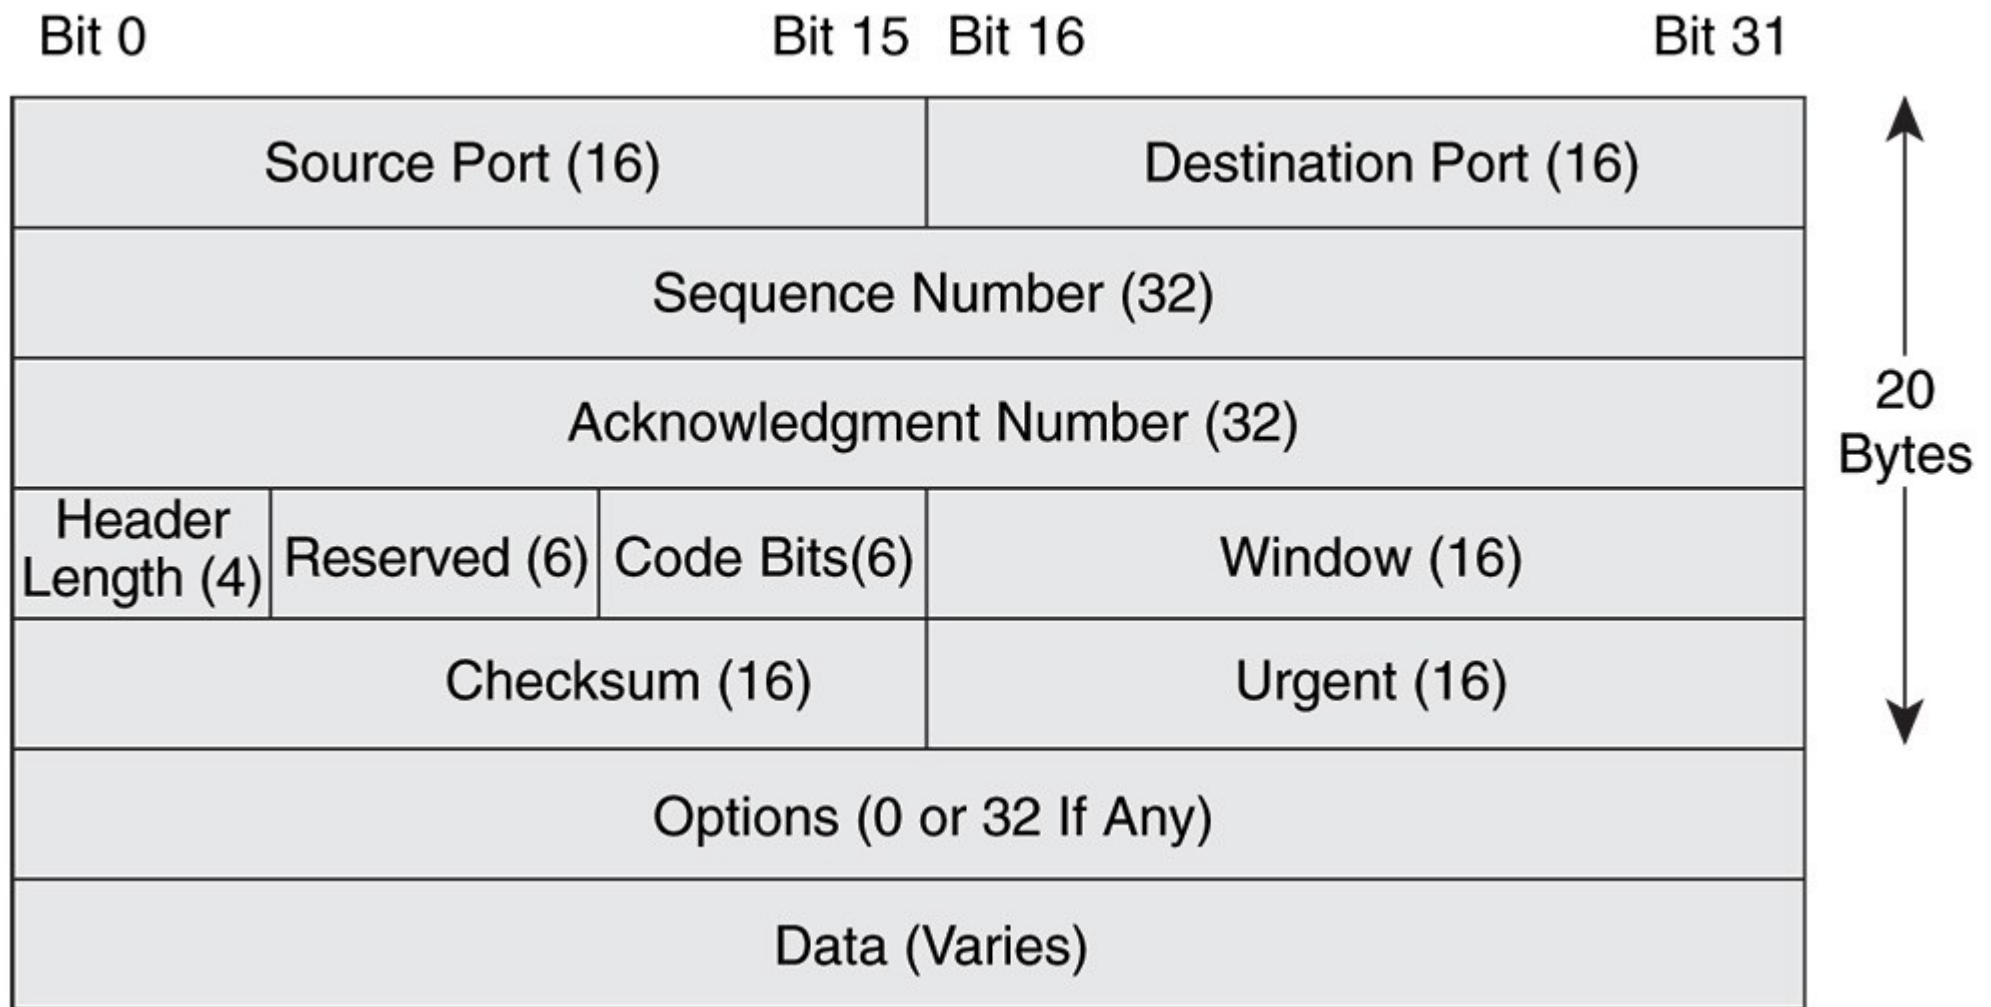 Bit 0 Bit 15 Bit 16 Bit 31
Source Port (16) Destination Port (16)
Sequence Number (32)
Acknowledgment Number (32)
20
Bytes
Header
Length (4) Reserved (6) Code Bits(6) Window (16)
Checksum (16) Urgent (16)
Options (0 or 32 If Any)
Data (Varies)